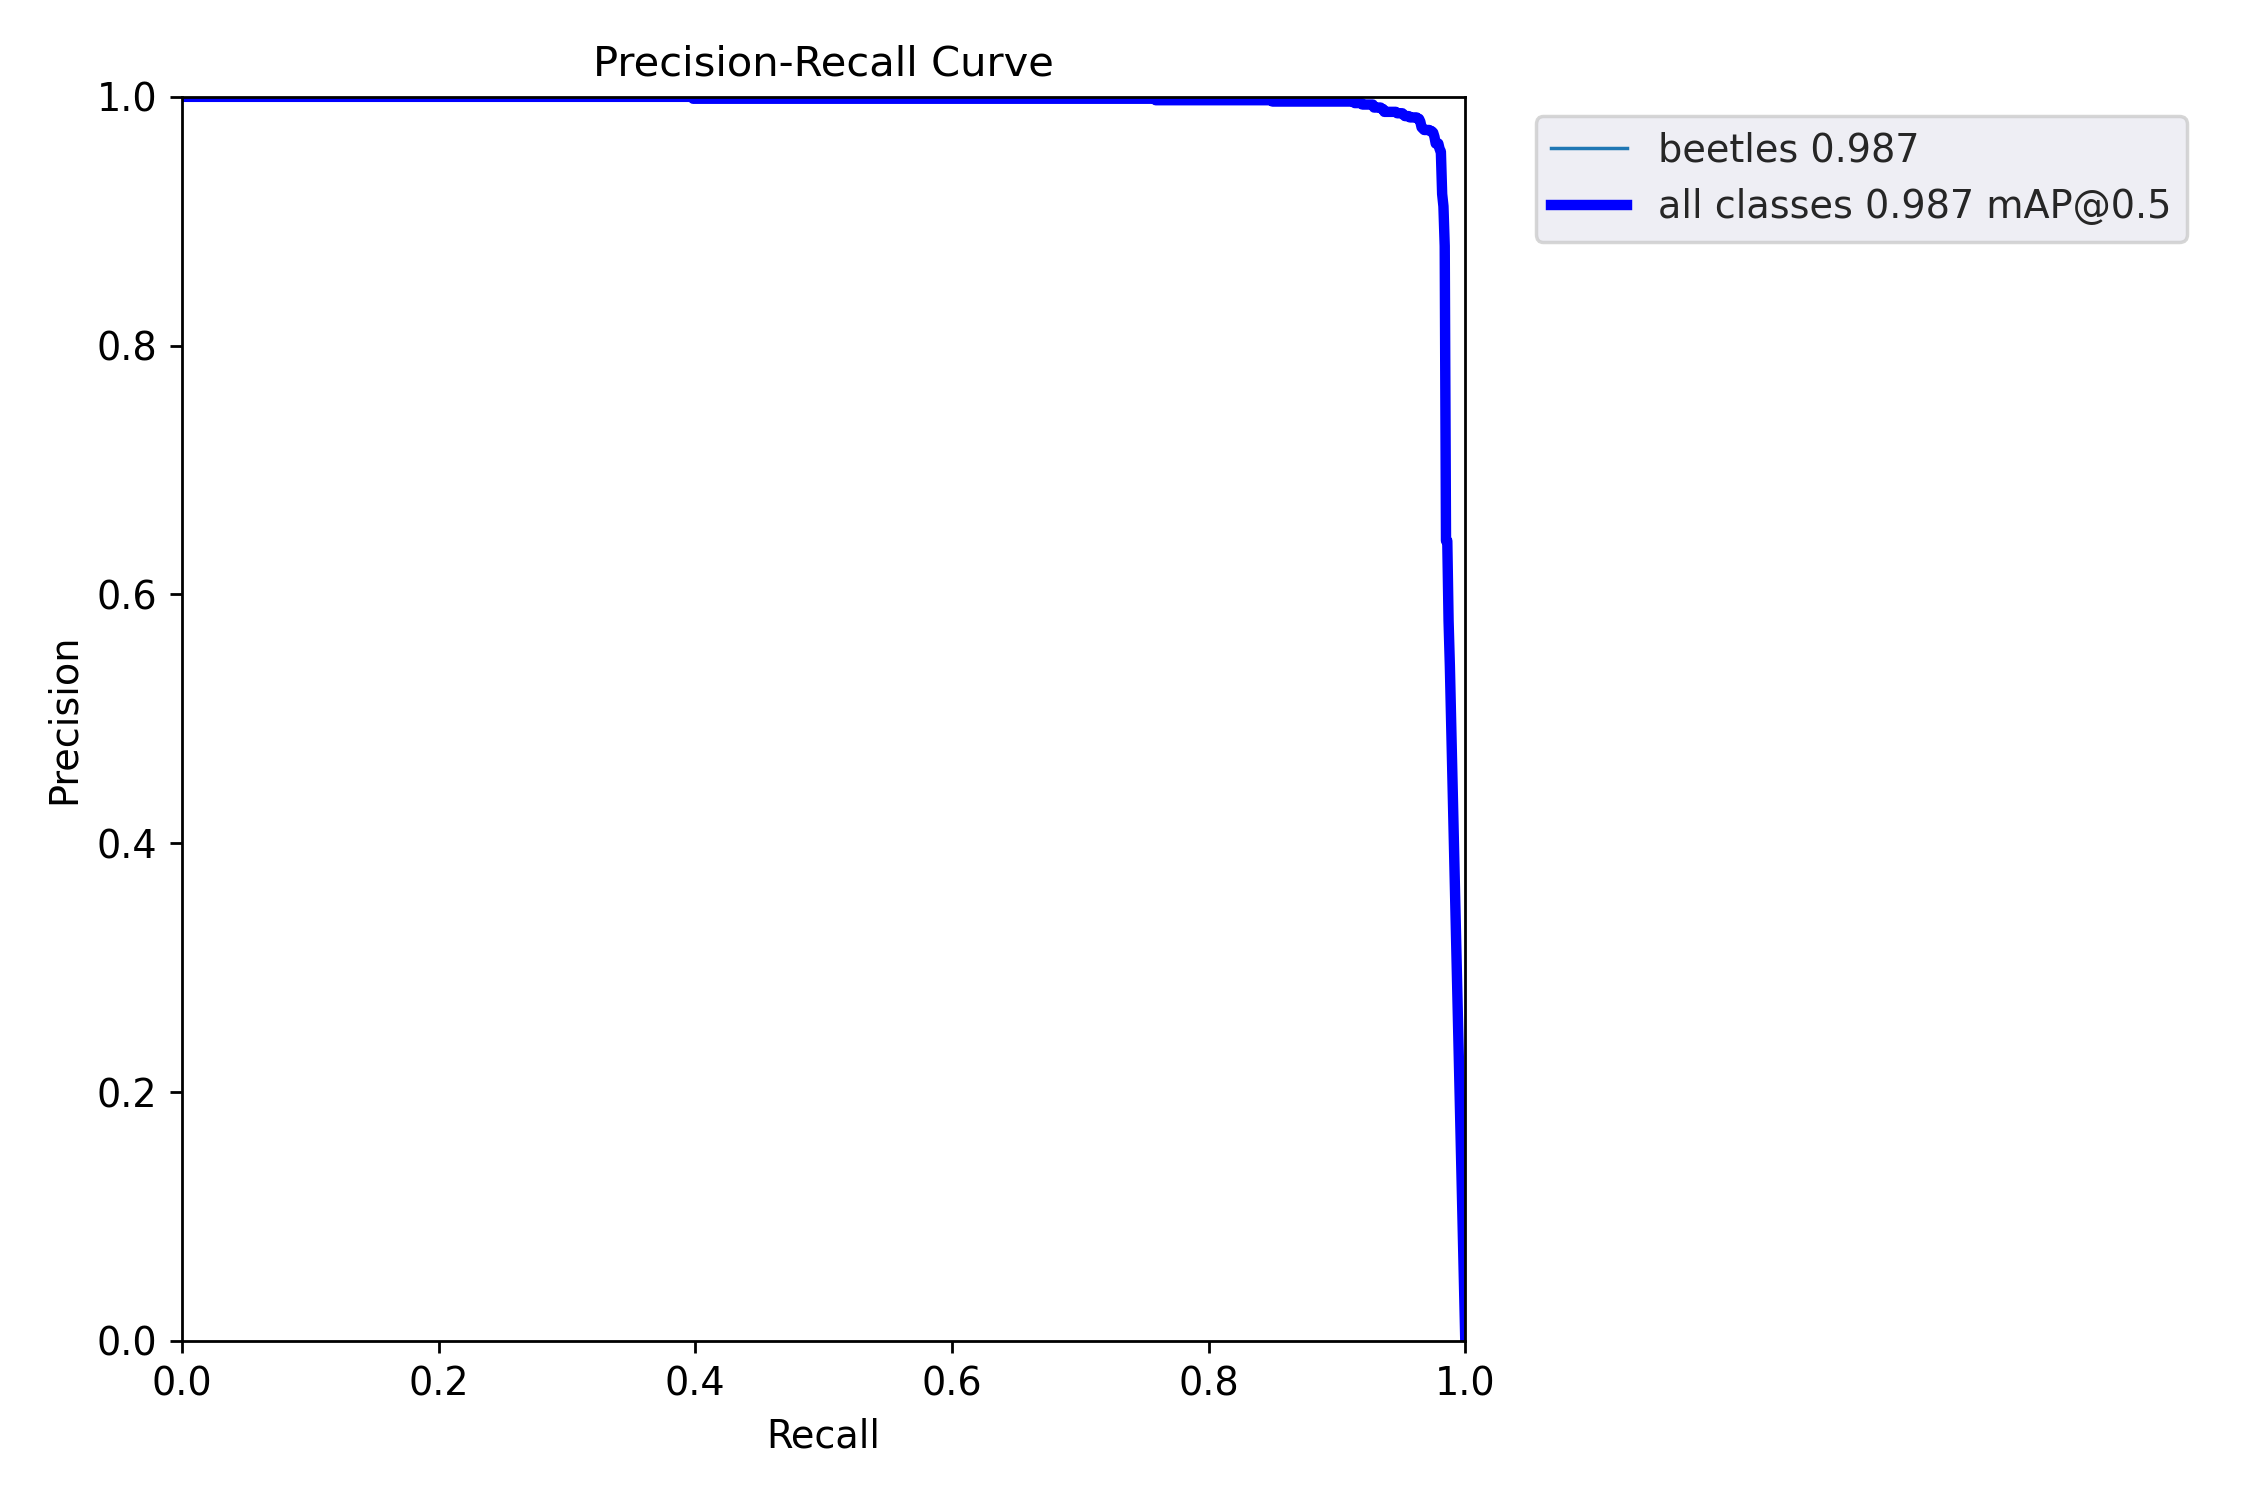 Precision-Recall Curve
1.0
0.8
0.6
0.4
0.2
0.0
Precision
0.0 0.2 0.4 0.6 0.8 1.0
Recall
beetles 0.987
all classes 0.987 mAP@0.5